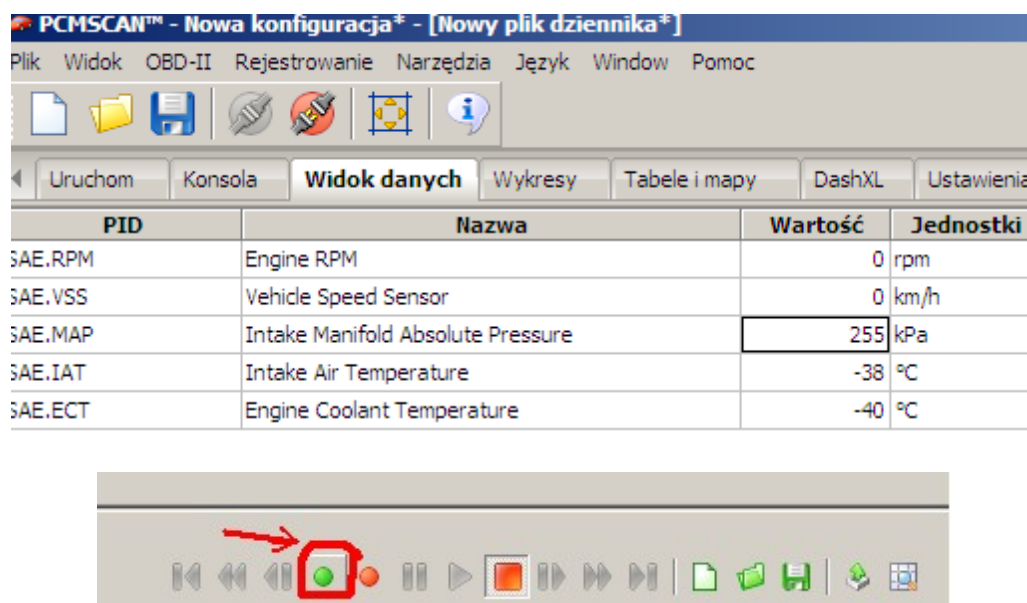 PCMSCAN™ - Nowa konfiguracja* - [Nowy plik dziennika*]
Plik Widok OBD-II Rejestrowanie Narzędzia Język Window Pomoc
Uruchom Konsola Widok danych Wykresy Tabele i mapy DashXL Ustawienia
PID Nazwa Wartość Jednostki
SAE.RPM Engine RPM 0 rpm
SAE.VSS Vehicle Speed Sensor 0 km/h
SAE.MAP Intake Manifold Absolute Pressure 255 kPa
SAE.IAT Intake Air Temperature -38 °C
SAE.ECT Engine Coolant Temperature -40 °C